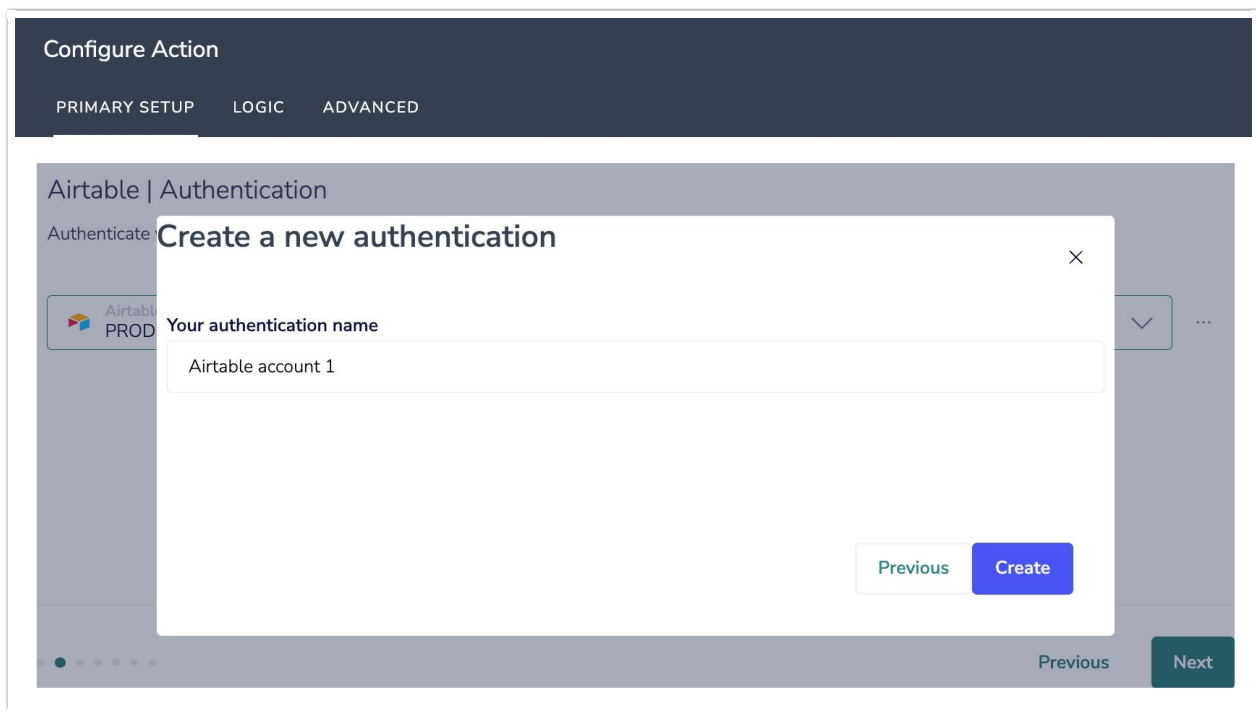 Configure Action
PRIMARY SETUP LOGIC ADVANCED
Airtable | Authentication
Authenticate
Create a new authentication
PROD
Your authentication name
Airtable account 1
Previous Create
Previous Next